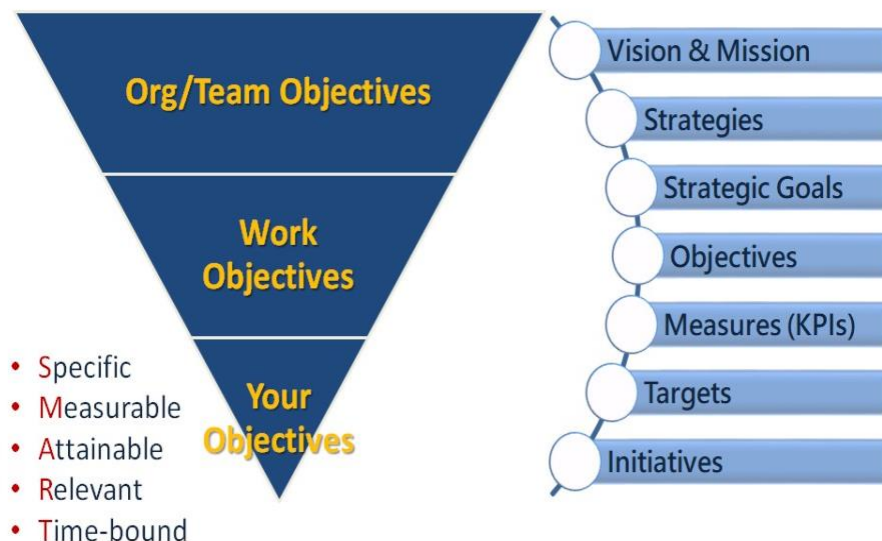 Org/Team Objectives
Work
Objectives
Your
Objectives
• Specific
• Measurable
• Attainable
• Relevant
• Time-bound
Vision & Mission
Strategies
Strategic Goals
Objectives
Measures (KPIs)
Targets
Initiatives